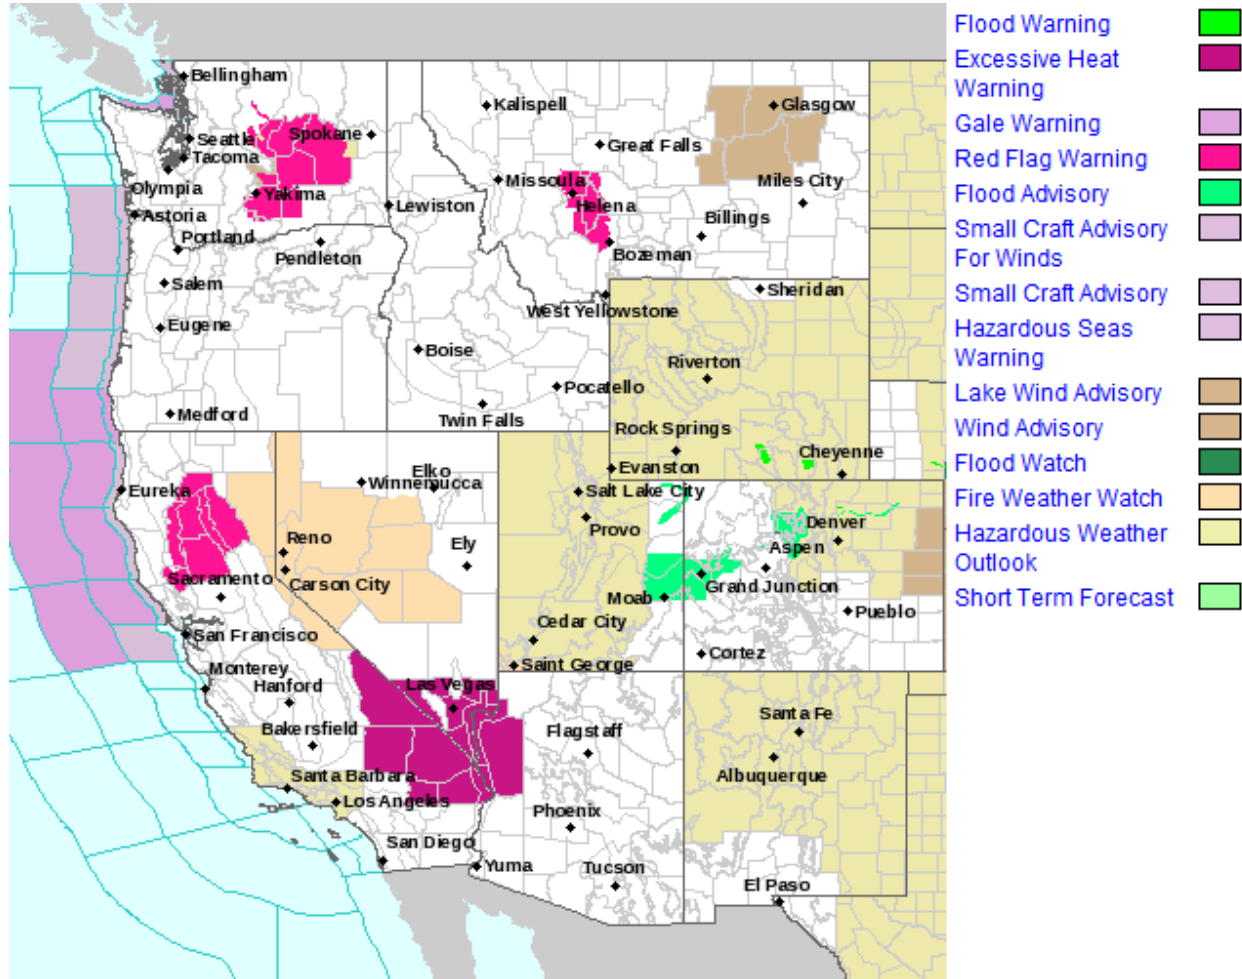 Bellingham
Kalispell
Glasgow
Seattle
Spokane
Great Falls
Tacoma
Olympia
Missoula
Miles City
Yakima
Helena
Lewiston
Astoria
Billings
Portland
Pendleton
Bozeman
Salem
Sheridan
West Yellowstone
Eugene
Boise
Riverton
Pocatello
Medford
Twin Falls
Rock Springs
Cheyenne
Elko
Evanston
Winnemucca
Eureka
Salt Lake City
Provo
Denver
Reno
Ely
Aspen
Sacramento
Carson City
Grand Junction
Moab
Pueblo
Cedar City
San Francisco
Cortez
Saint George
Monterey
Hanford
Las Vegas
Santa Fe
Bakersfield
Flagstaff
Albuquerque
Santa Barbara
Los Angeles
Phoenix
San Diego
Yuma
Tucson
El Paso
Flood Warning
Excessive Heat
Warning
Gale Warning
Red Flag Warning
Flood Advisory
Small Craft Advisory
For Winds
Small Craft Advisory
Hazardous Seas
Warning
Lake Wind Advisory
Wind Advisory
Flood Watch
Fire Weather Watch
Hazardous Weather
Outlook
Short Term Forecast